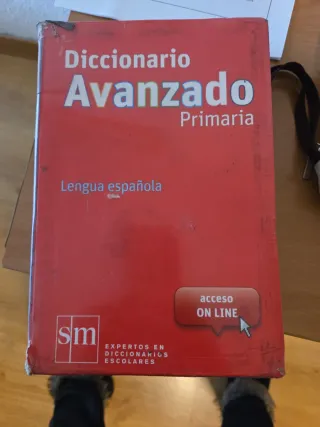 Diccionario
Avanzado
Primaria
Lengua española
acceso
ON LINE
sm
EXPERTOS EN
DICCIONARIOS
ESCOLARES